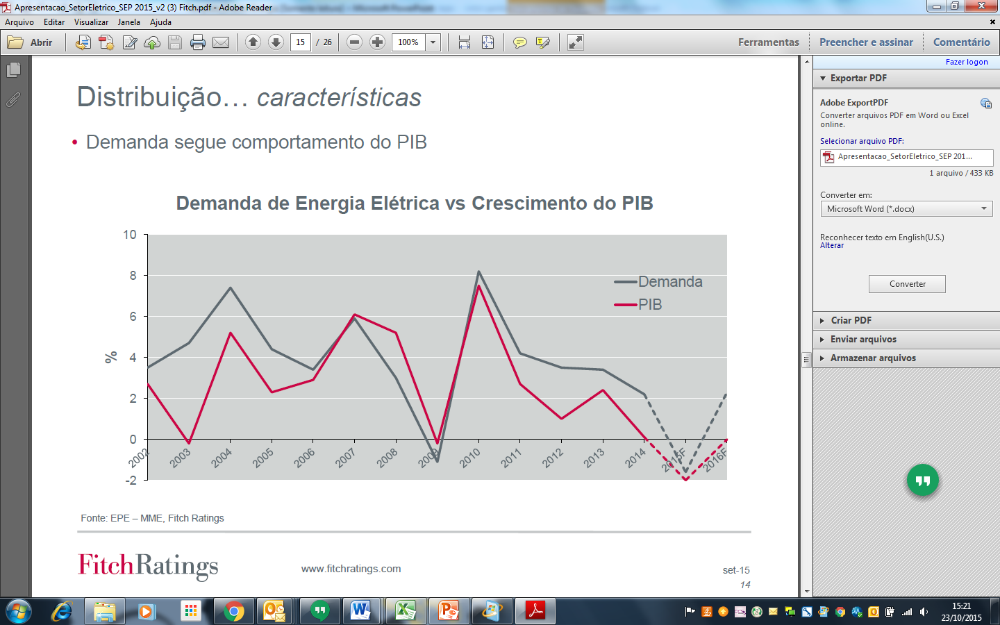 Apresentacao_SetorEletrico_SEP 2015_v2 (3) Fitch.pdf - Adobe Reader
Arquivo Editar Visualizar Janela Ajuda
Abrir 15 / 26 100% Ferramentas Preencher e assinar Comentário
Fazer logon
Exportar PDF
Adobe ExportPDF
Converter arquivos PDF em Word ou Excel
online.
Selecionar arquivo PDF:
Apresentacao_SetorEletrico_SEP 201...
1 arquivo / 433 KB
Converter em:
Microsoft Word (*.docx)
Reconhecer texto em English(U.S.)
Alterar
Converter
Criar PDF
Enviar arquivos
Armazenar arquivos
Distribuição… características
• Demanda segue comportamento do PIB
Demanda de Energia Elétrica vs Crescimento do PIB
10
8
6
4
2
0
-2
%
Demanda
PIB
2002 2003 2004 2005 2006 2007 2008 2009 2010 2011 2012 2013 2014 2015F 2016F
Fonte: EPE – MME, Fitch Ratings
FitchRatings
www.fitchratings.com
set-15
14
15:21
23/10/2015